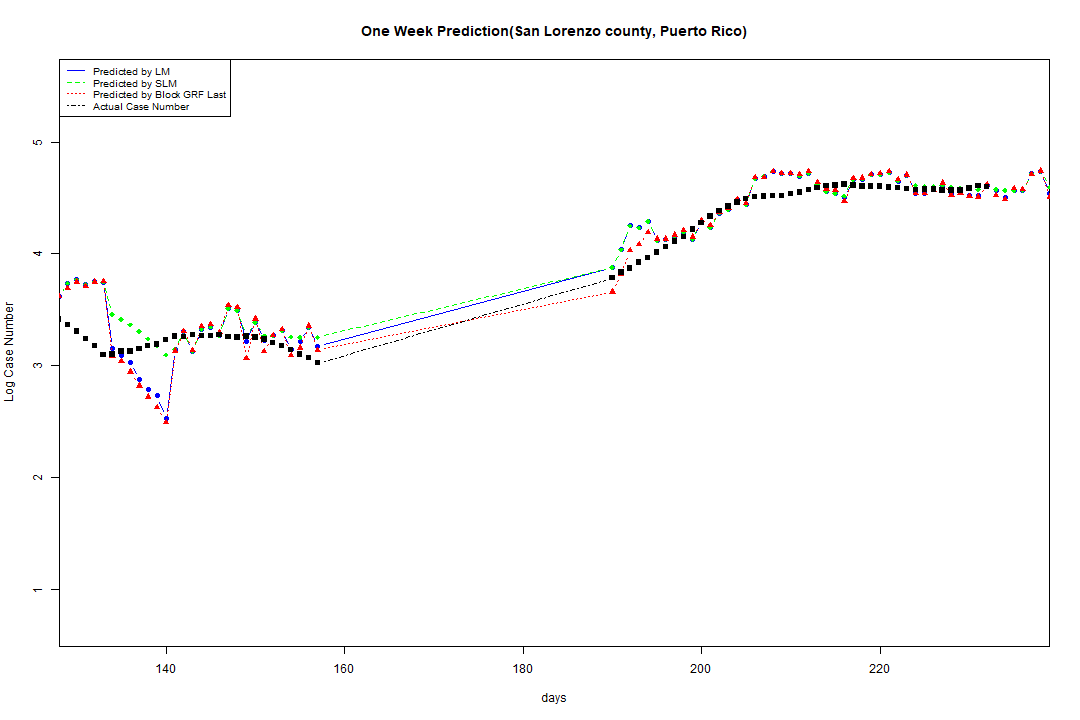 One Week Prediction(San Lorenzo county, Puerto Rico)
Predicted by LM
Predicted by SLM
Predicted by Block GRF Last
Actual Case Number
5
4
3
2
1
Log Case Number
140 160 180 200 220
days